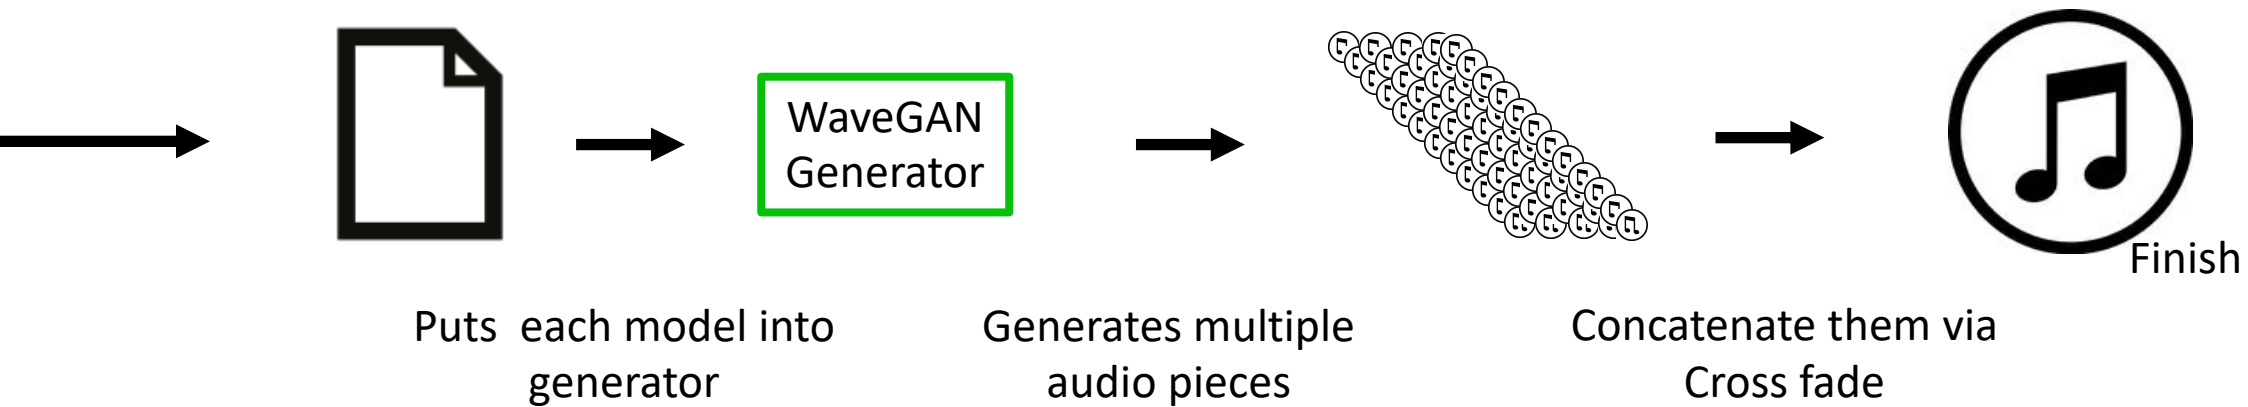 WaveGAN
Generator
Finish
Puts  each model into
generator
Generates multiple
audio pieces
Concatenate them via
Cross fade